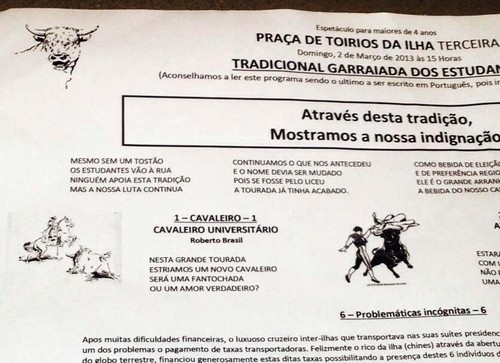 Espetáculo para maiores de 4 anos
PRAÇA DE TOIRIOS DA ILHA TERCEIRA
Domingo, 2 de Março de 2013 às 15 Horas
TRADICIONAL GARRAIADA DOS ESTUDAN
(Aconselhamos a ler este programa sendo o ultimo a ser escrito em Português, pois in
Através desta tradição,
Mostramos a nossa indignação
MESMO SEM UM TOSTÃO
OS ESTUDANTES VÃO À RUA
NINGUÉM APOIA ESTA TRADIÇÃO
MAS A NOSSA LUTA CONTINUA
CONTINUAMOS O QUE NOS ANTECEDEU
E O NOME DEVIA SER MUDADO
POIS SE FOSSE PELO LICEU
A TOURADA JÁ TINHA ACABADO.
COMO BEBIDA DE ELEIÇÃ
E DE PREFERÊNCIA REGIO
ELE É O GRANDE ARRAN
A BEBIDA DO NOSSO CA
1 – CAVALEIRO – 1
CAVALEIRO UNIVERSITÁRIO
Roberto Brasil
NESTA GRANDE TOURADA
ESTRIAMOS UM NOVO CAVALEIRO
SERÁ UMA FANTOCHADA
OU UM AMOR VERDADEIRO?
A
ESTARA
COM L
NÃO
UMA
6 – Problemáticas incógnitas – 6
Apos muitas dificuldades financeiras, o luxuoso cruzeiro inter-ilhas que transportava nas suas suites presidenc
um dos problemas o pagamento de taxas transportadoras. Felizmente o rico da ilha (chines) através da abertu
do globo terrestre, financiou generosamente estas ditas taxas possibilitando a presença destes 6 indivíduos d